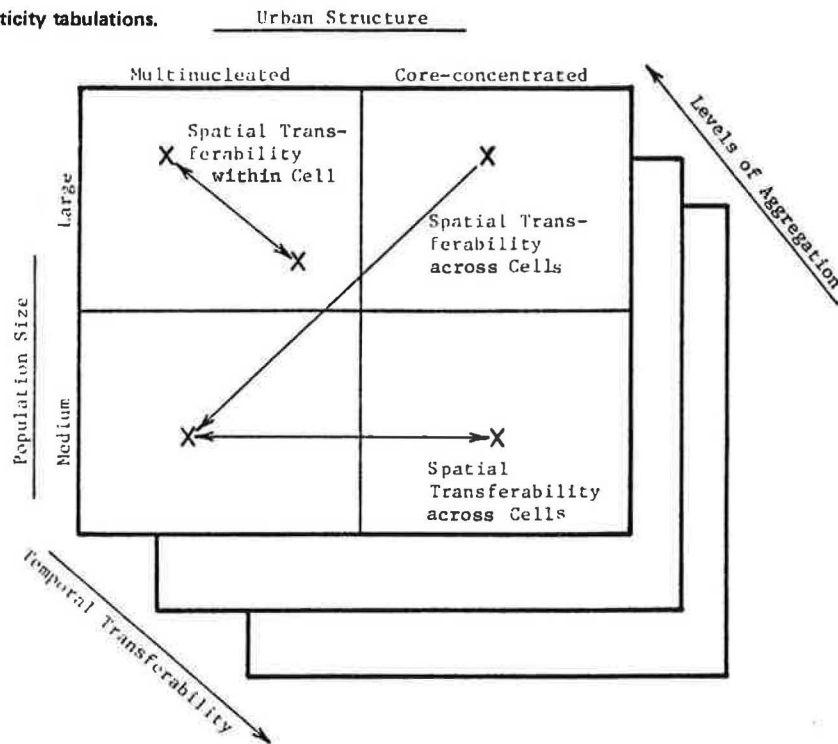 ticity tabulations.
Urban Structure
Multinucleated
Core-concentrated
Levels of Aggregation
Population Size
Large
Medium
Spatial Trans-
ferability
within Cell
Spatial Trans-
ferability
across Cells
Spatial
Transferability
across Cells
Temporal Transferability